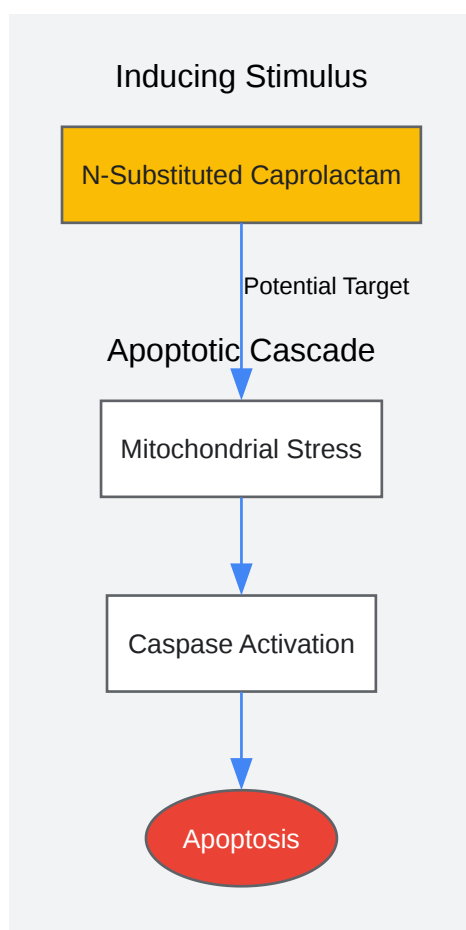 Inducing Stimulus
N-Substituted Caprolactam
Potential Target
Apoptotic Cascade
Mitochondrial Stress
Caspase Activation
Apoptosis